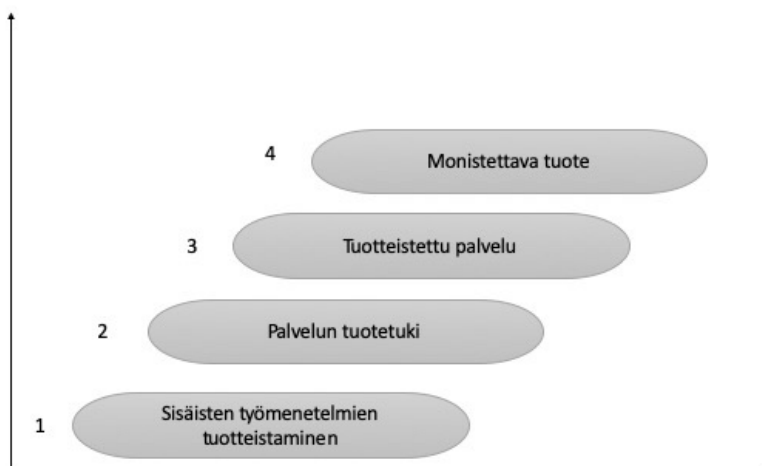 4 Monistettava tuote
3 Tuotteistettu palvelu
2 Palvelun tuotetuki
1 Sisäisten työmenetelmien
tuotteistaminen